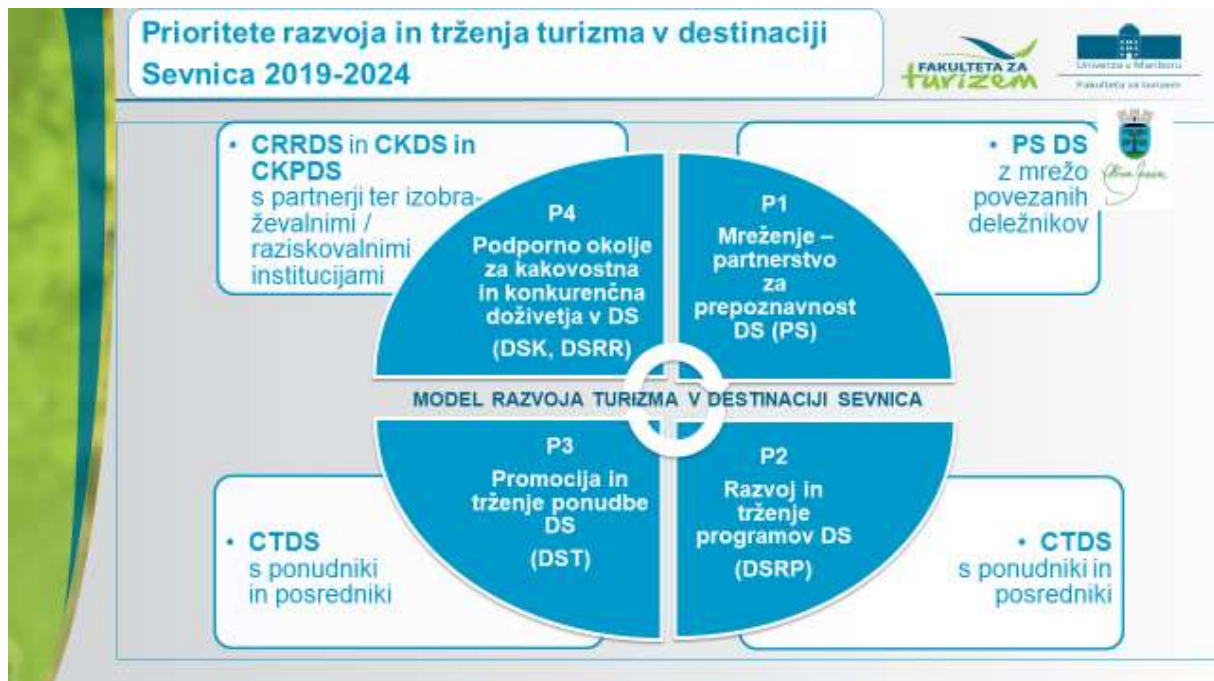 Prioritete razvoja in trženja turizma v destinaciji
Sevnica 2019-2024
FAKULTETA ZA
turizem
Univerza v Mariboru
Fakulteta za turizem
• CRRDS in CKDS in
CKPDS
s partnerji ter izobra-
ževalnimi /
raziskovalnimi
institucijami
P4
Podporno okolje
za kakovostna
in konkurenčna
doživetja v DS
(DSK, DSRR)
P1
Mreženje –
partnerstvo
za
prepoznavnost
DS (PS)
• PS DS
z mrežo
povezanih
deležnikov
MODEL RAZVOJA TURIZMA V DESTINACIJI SEVNICA
• CTDS
s ponudniki
in posredniki
P3
Promocija in
trženje ponudbe
DS
(DST)
P2
Razvoj in
trženje
programov DS
(DSRP)
• CTDS
s ponudniki in
posredniki